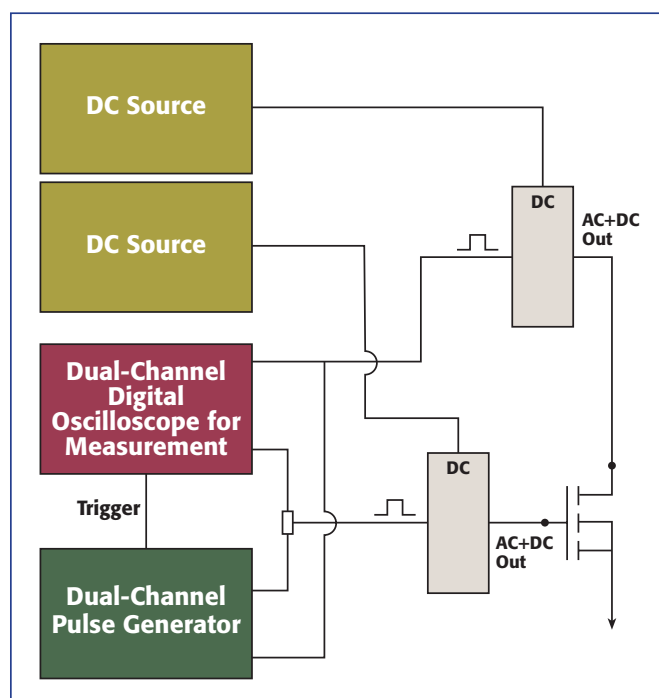 DC Source
DC Source
DC
AC+DC
Out
Dual-Channel
Digital
Oscilloscope for
Measurement
DC
Trigger
AC+DC
Out
Dual-Channel
Pulse Generator